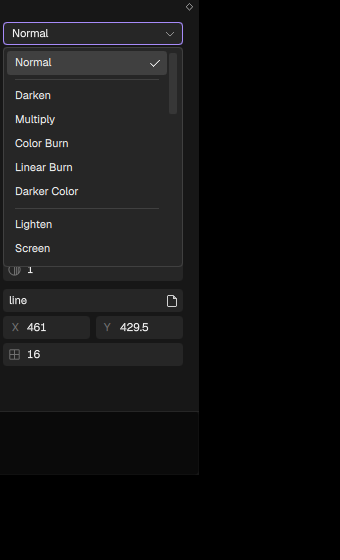 Normal
Normal
Darken
Multiply
Color Burn
Linear Burn
Darker Color
Lighten
Screen
1
line
X 461 Y 429.5
16